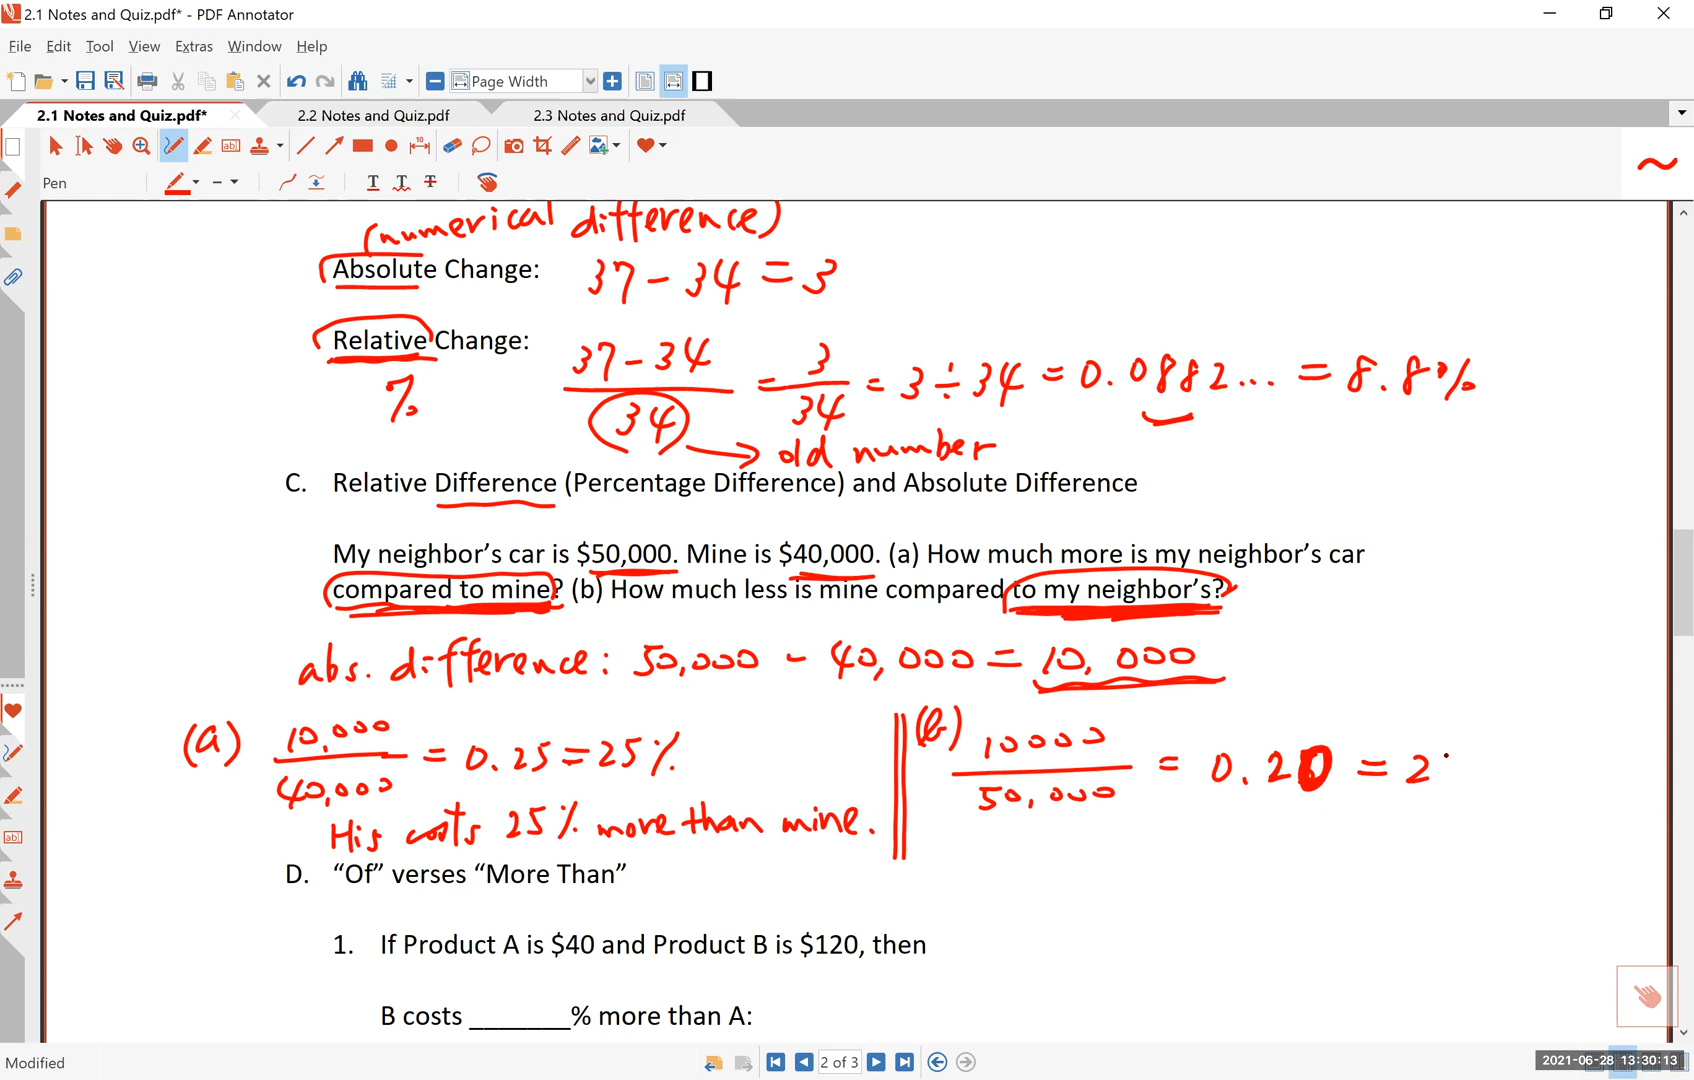 2.1 Notes and Quiz.pdf* - PDF Annotator
File Edit Tool View Extras Window Help
Page Width
2.1 Notes and Quiz.pdf* 2.2 Notes and Quiz.pdf 2.3 Notes and Quiz.pdf
Pen
(numerical difference)
Absolute Change: 37 - 34 = 3
Relative Change: 37-34 / 34 = 3/34 = 3 ÷ 34 = 0.0882... = 8.8%
%
old number
C. Relative Difference (Percentage Difference) and Absolute Difference
My neighbor's car is $50,000. Mine is $40,000. (a) How much more is my neighbor's car
compared to mine? (b) How much less is mine compared to my neighbor's?
abs. difference: 50,000 - 40,000 = 10,000
(a) 10,000 / 40,000 = 0.25 = 25%
His costs 25% more than mine.
(b) 10000 / 50,000 = 0.20 = 2
D. “Of” verses “More Than”
1. If Product A is $40 and Product B is $120, then
B costs _______% more than A:
Modified
2 of 3
2021-06-28 13:30:13